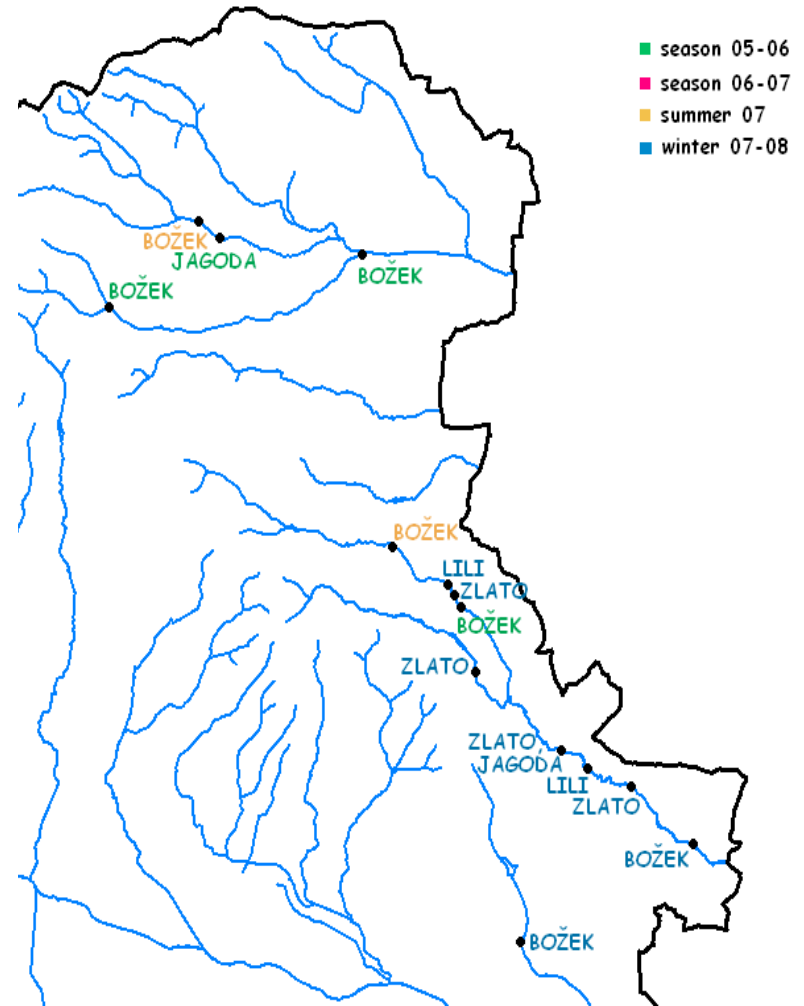 season 05-06
season 06-07
summer 07
winter 07-08
BOŽEK
JAGODA
BOŽEK
BOŽEK
BOŽEK
LILI
ZLATO
BOŽEK
ZLATO
ZLATO,
JAGODA
LILI
ZLATO
BOŽEK
BOŽEK